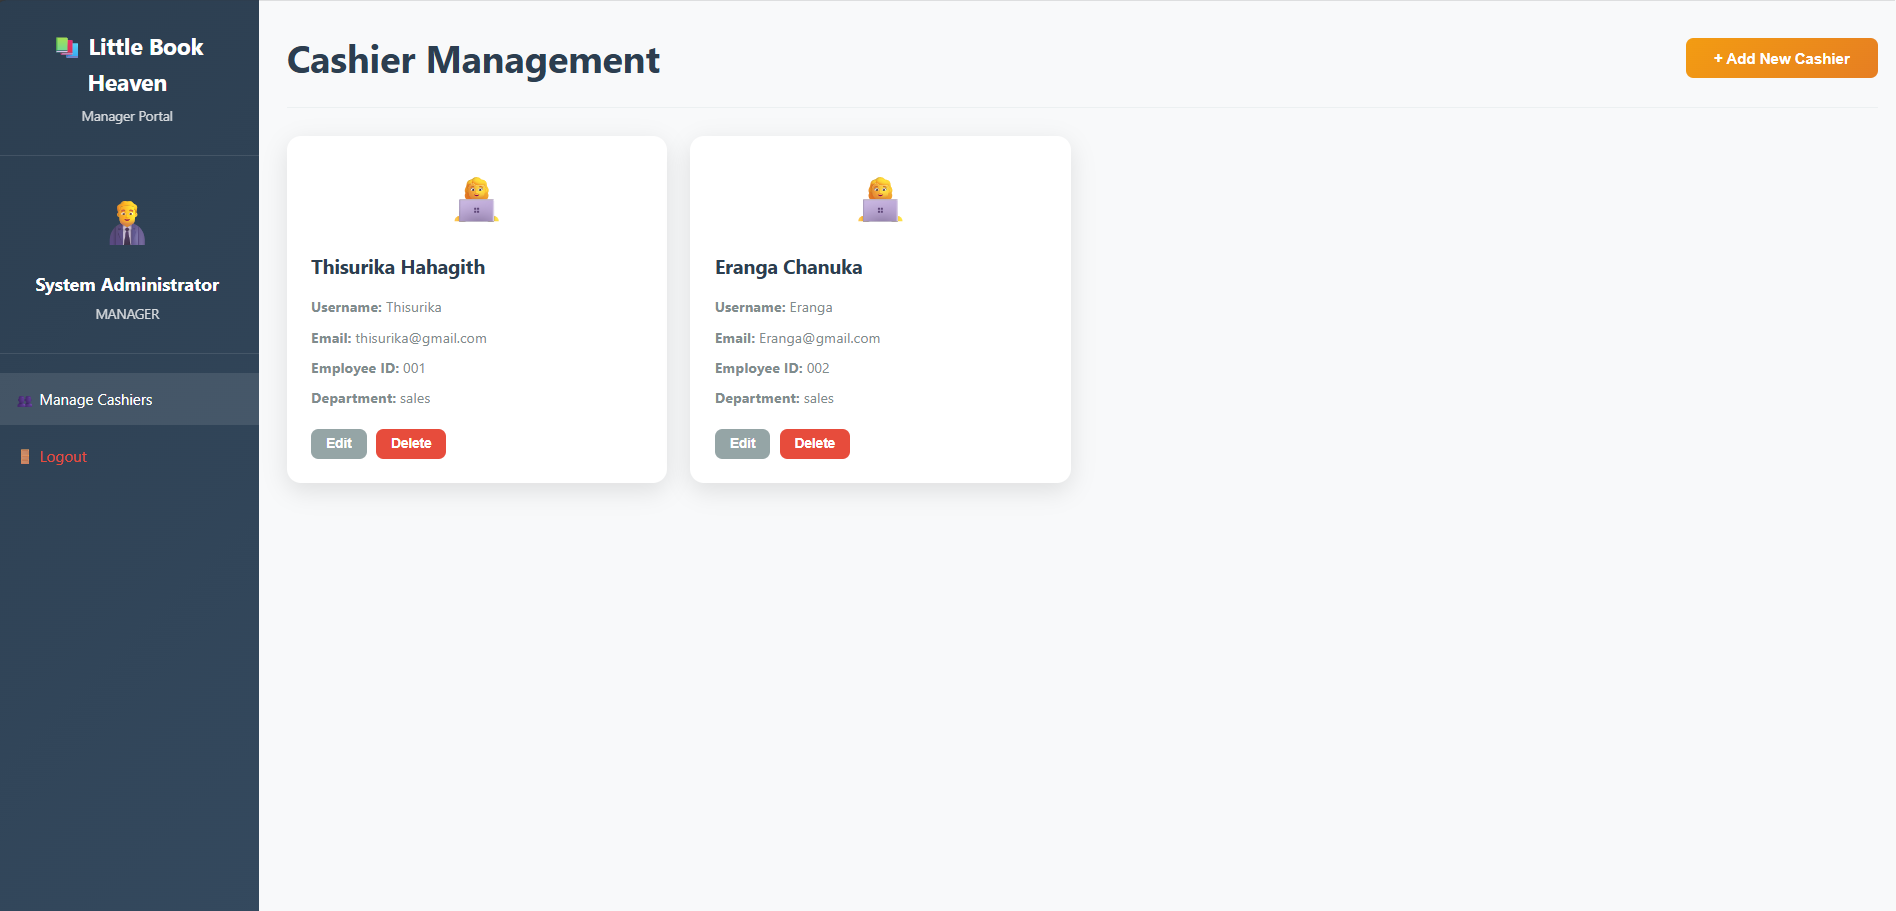 Little Book
Heaven
Manager Portal
System Administrator
MANAGER
Manage Cashiers
Logout
Cashier Management
+ Add New Cashier
Thisurika Hahagith
Username: Thisurika
Email: thisurika@gmail.com
Employee ID: 001
Department: sales
Edit Delete
Eranga Chanuka
Username: Eranga
Email: Eranga@gmail.com
Employee ID: 002
Department: sales
Edit Delete